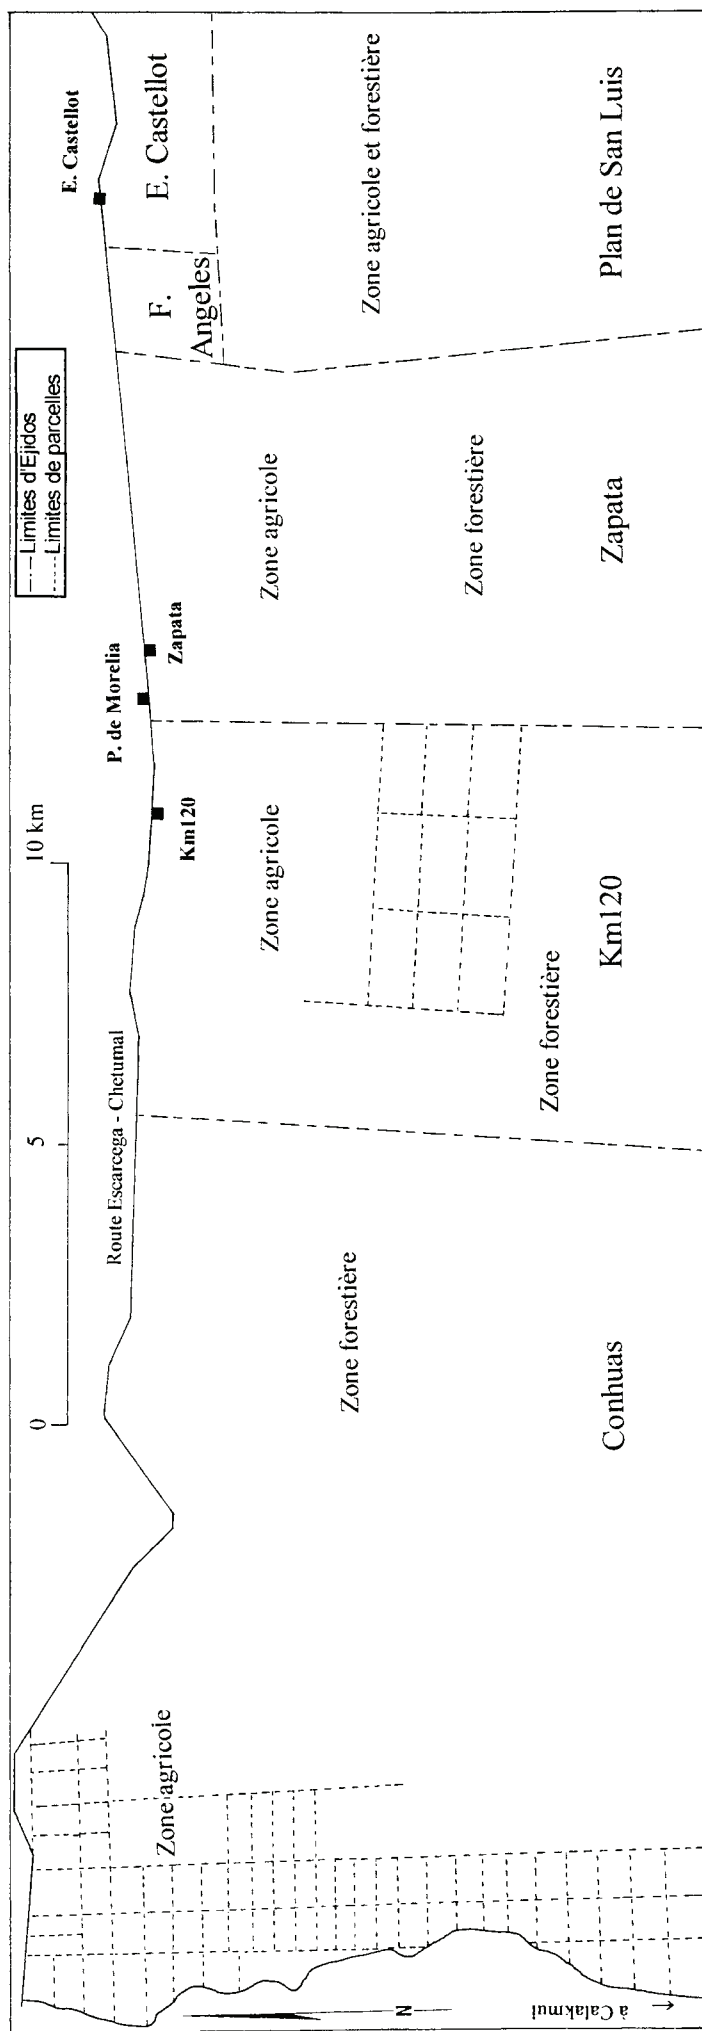 Limites d'Ejidos
Limites de parcelles
0
5
10 km
Route Escarcega - Chetumal
E. Castellot
P. de Morelia
Zapata
Km120
Zone agricole
Zone forestière
Conhuas
Zone agricole
Zone forestière
Km120
Zone agricole
Zone forestière
Zapata
F.
Angeles
E. Castellot
Zone agricole et forestière
Plan de San Luis
N
à Calakmul